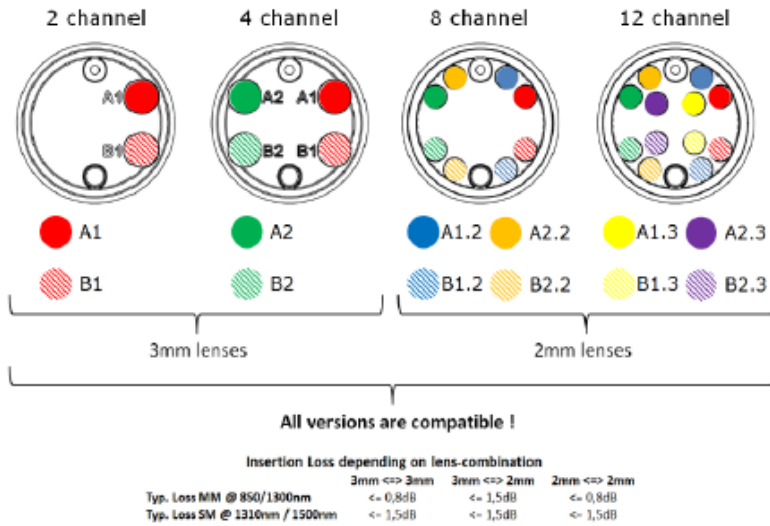 2 channel 4 channel 8 channel 12 channel
A1 A2 A1
B1 B2 B1
A1 A2 A1.2 A2.2 A1.3 A2.3
B1 B2 B1.2 B2.2 B1.3 B2.3
3mm lenses 2mm lenses
All versions are compatible !
Insertion Loss depending on lens-combination
3mm <=> 3mm 3mm <=> 2mm 2mm <=> 2mm
Typ. Loss MM @ 850/1300nm <= 0,8dB <= 1,5dB <= 0,8dB
Typ. Loss SM @ 1310nm / 1500nm <= 1,5dB <= 1,5dB <= 1,5dB